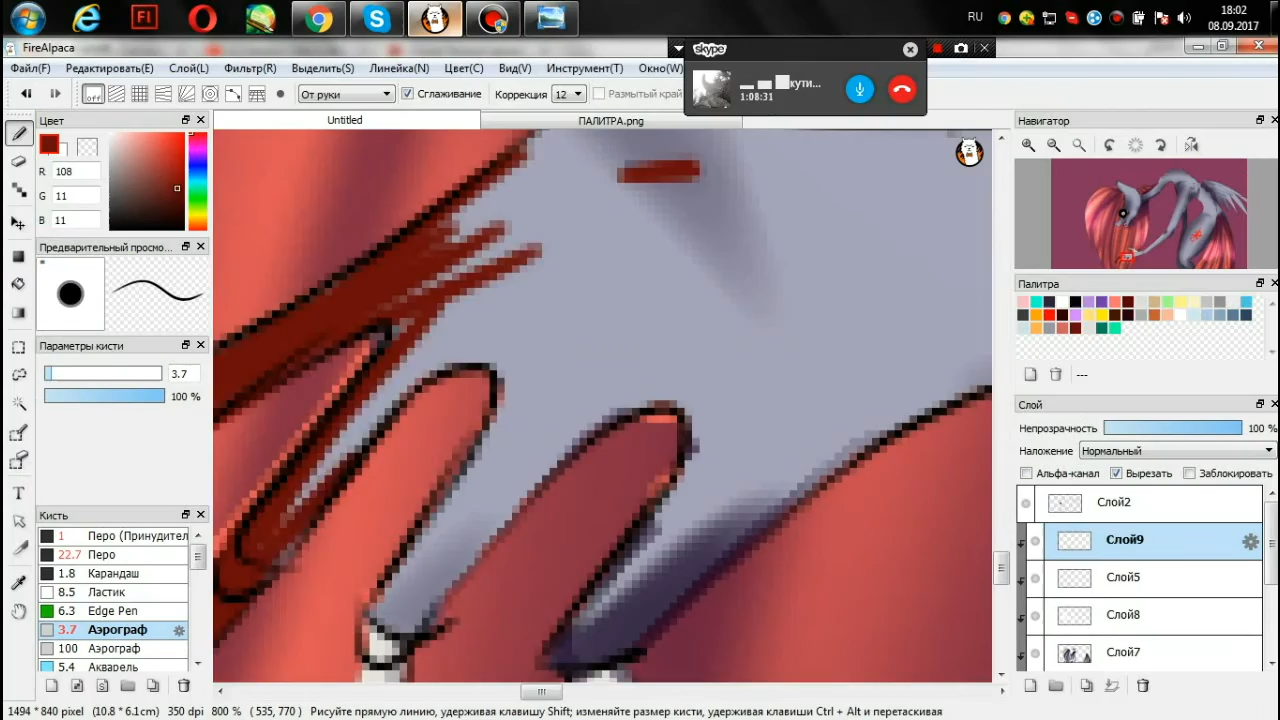 RU
18:02
08.09.2017
FireAlpaca
skype
кути...
1:08:31
Файл(F) Редактировать(E) Слой(L) Фильтр(R) Выделить(S) Линейка(N) Цвет(C) Вид(V) Инструмент(T) Окно(W)
off От руки Сглаживание Коррекция 12 Размытый край
Цвет
Untitled
ПАЛИТРА.png
Навигатор
R 108
G 11
B 11
Предварительный просмо...
Палитра
---
Параметры кисти
3.7
100 %
Слой
Непрозрачность 100 %
Наложение Нормальный
Альфа-канал Вырезать Заблокировать
Слой2
Слой9
Слой5
Слой8
Слой7
Кисть
1 Перо (Принудител
22.7 Перо
1.8 Карандаш
8.5 Ластик
6.3 Edge Pen
3.7 Аэрограф
100 Аэрограф
5.4 Акварель
1494 * 840 pixel (10.8 * 6.1cm) 350 dpi 800 % ( 535, 770 ) Рисуйте прямую линию, удерживая клавишу Shift; изменяйте размер кисти, удерживая клавиши Ctrl + Alt и перетаскивая